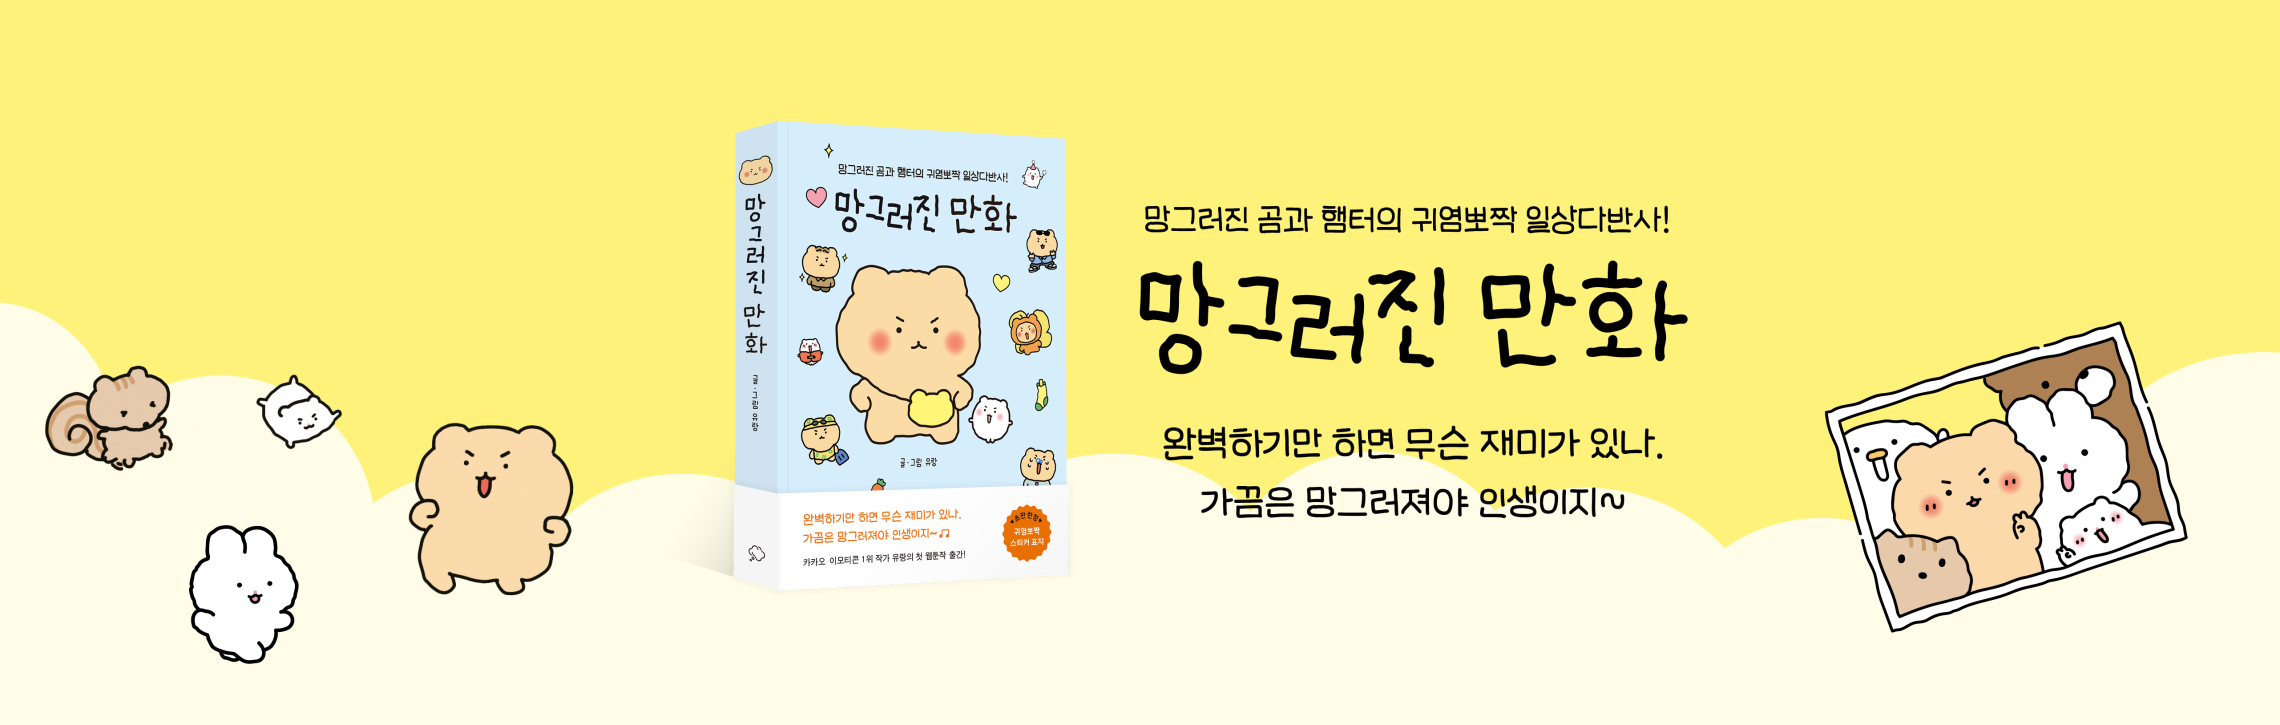 망그러진 만화
글·그림 유랑
망그러진 곰과 햄터의 귀염뽀짝 일상다반사!
망그러진 만화
글·그림 유랑
완벽하기만 하면 무슨 재미가 있나.
가끔은 망그러져야 인생이지~♫
카카오 이모티콘 1위 작가 유랑의 첫 웹툰작 출간!
초판한정
귀염뽀짝
스티커 표지
망그러진 곰과 햄터의 귀염뽀짝 일상다반사!
망그러진 만화
완벽하기만 하면 무슨 재미가 있나.
가끔은 망그러져야 인생이지~